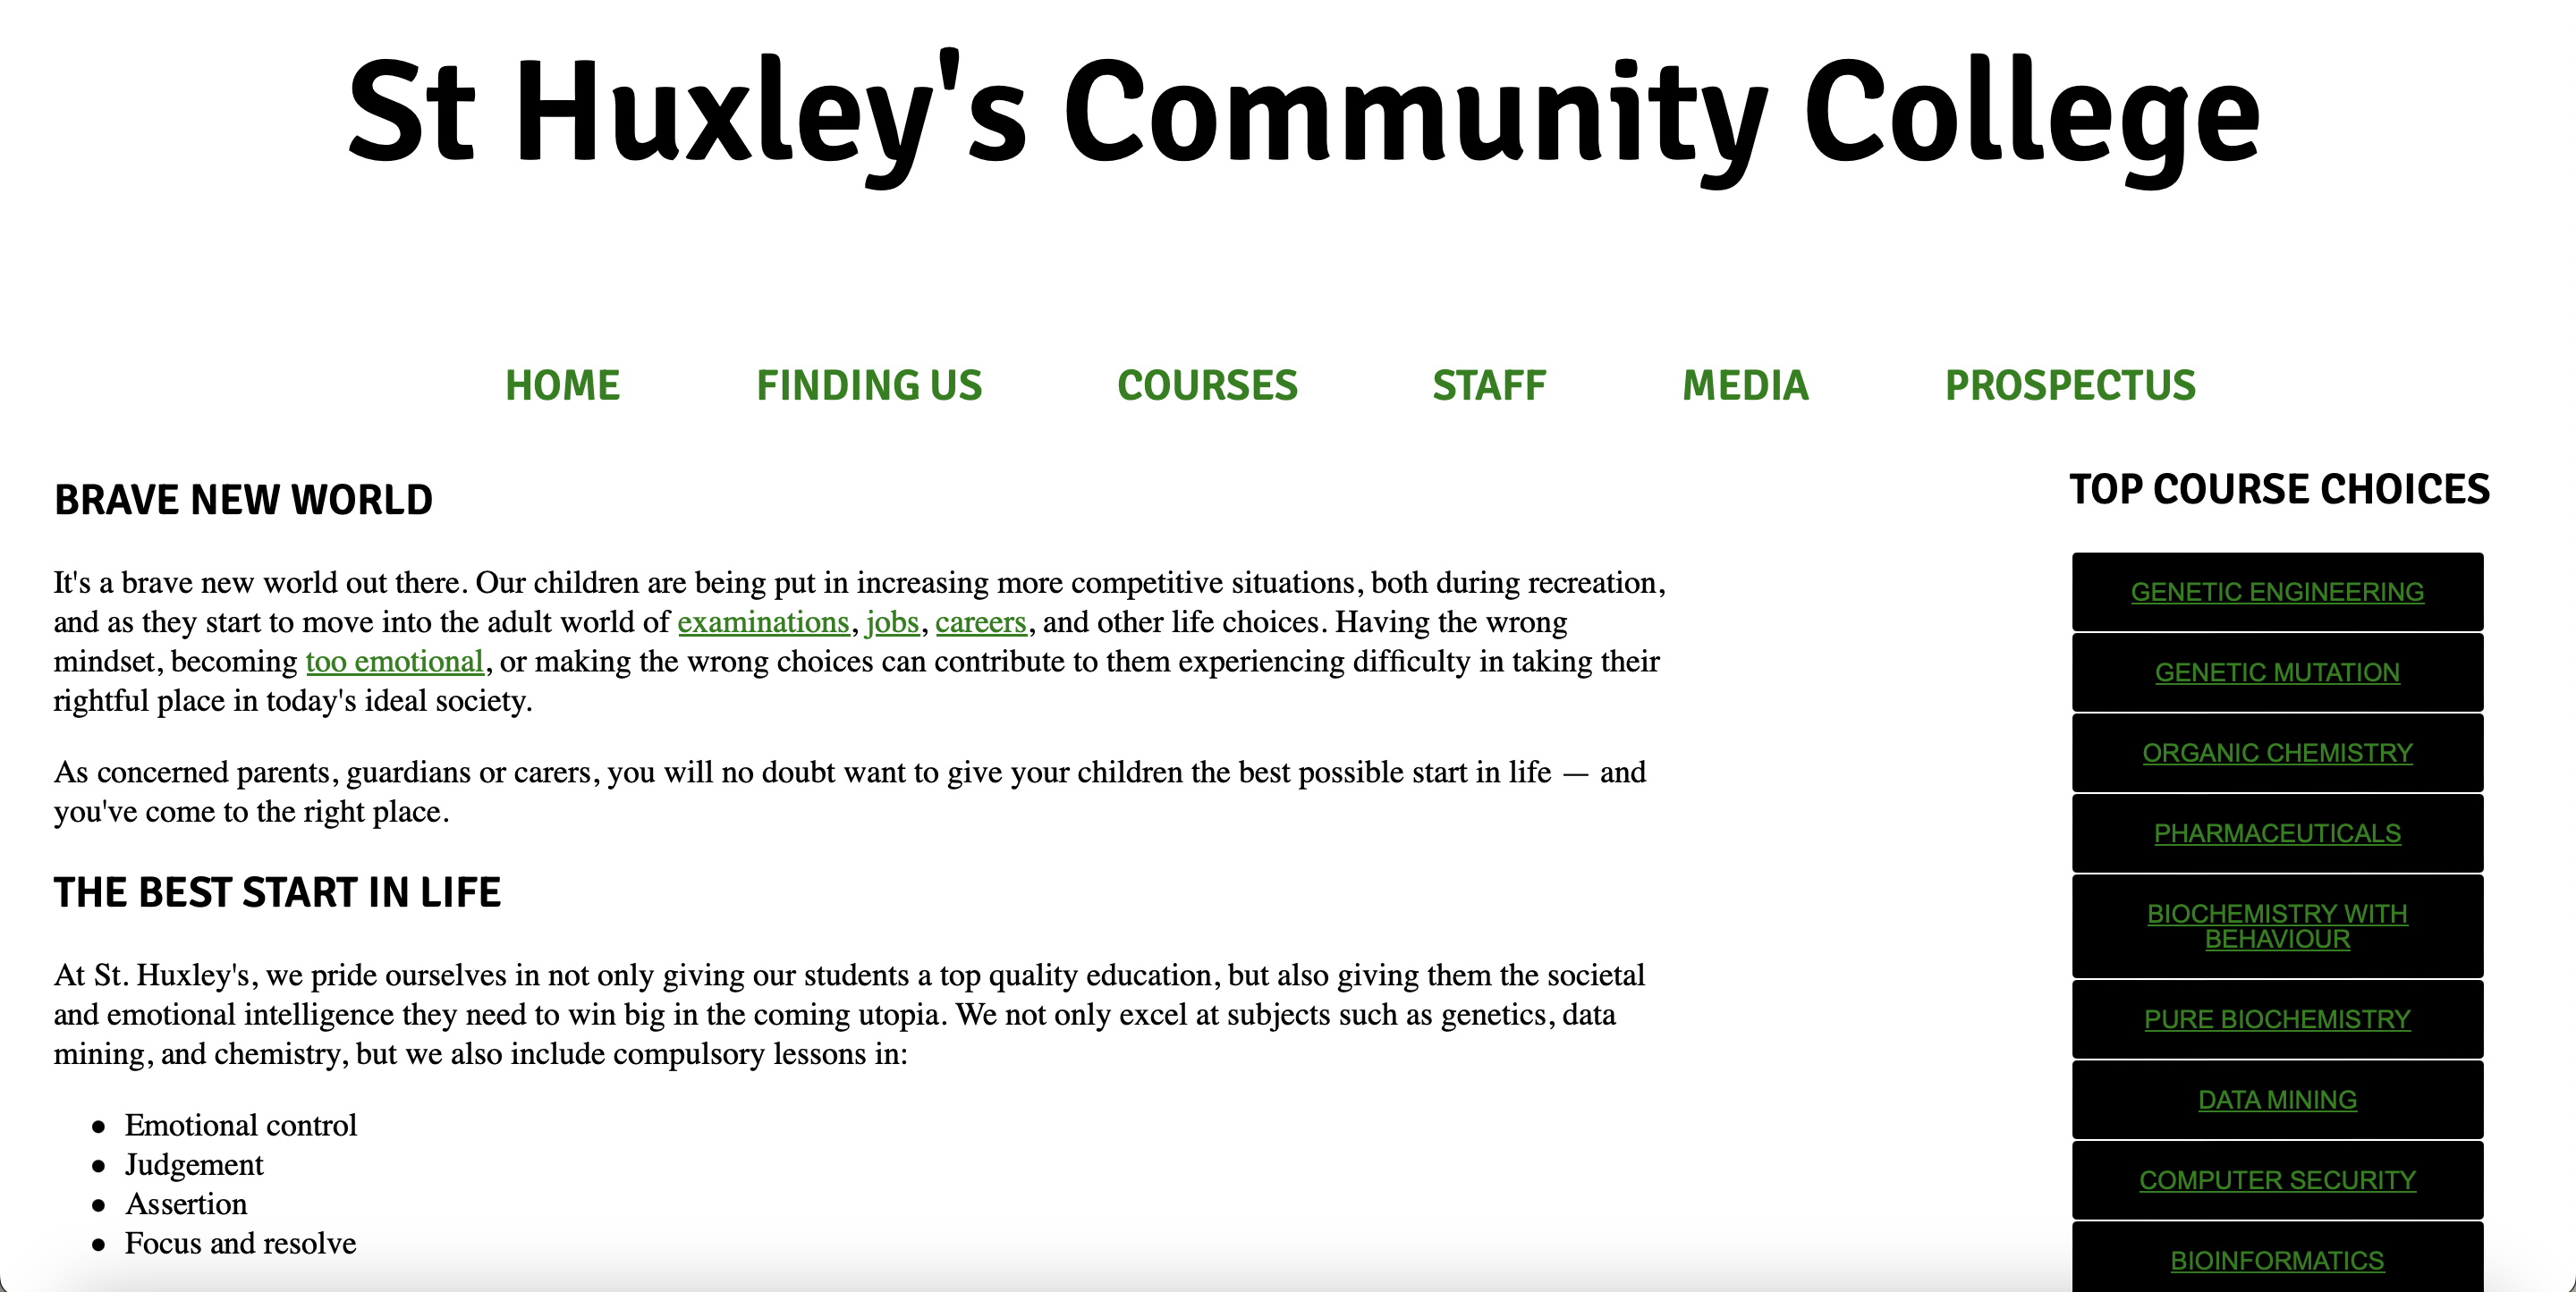 St Huxley's Community College
HOME FINDING US COURSES STAFF MEDIA PROSPECTUS
BRAVE NEW WORLD
It's a brave new world out there. Our children are being put in increasing more competitive situations, both during recreation,
and as they start to move into the adult world of examinations, jobs, careers, and other life choices. Having the wrong
mindset, becoming too emotional, or making the wrong choices can contribute to them experiencing difficulty in taking their
rightful place in today's ideal society.
As concerned parents, guardians or carers, you will no doubt want to give your children the best possible start in life — and
you've come to the right place.
THE BEST START IN LIFE
At St. Huxley's, we pride ourselves in not only giving our students a top quality education, but also giving them the societal
and emotional intelligence they need to win big in the coming utopia. We not only excel at subjects such as genetics, data
mining, and chemistry, but we also include compulsory lessons in:
• Emotional control
• Judgement
• Assertion
• Focus and resolve
TOP COURSE CHOICES
GENETIC ENGINEERING
GENETIC MUTATION
ORGANIC CHEMISTRY
PHARMACEUTICALS
BIOCHEMISTRY WITH
BEHAVIOUR
PURE BIOCHEMISTRY
DATA MINING
COMPUTER SECURITY
BIOINFORMATICS